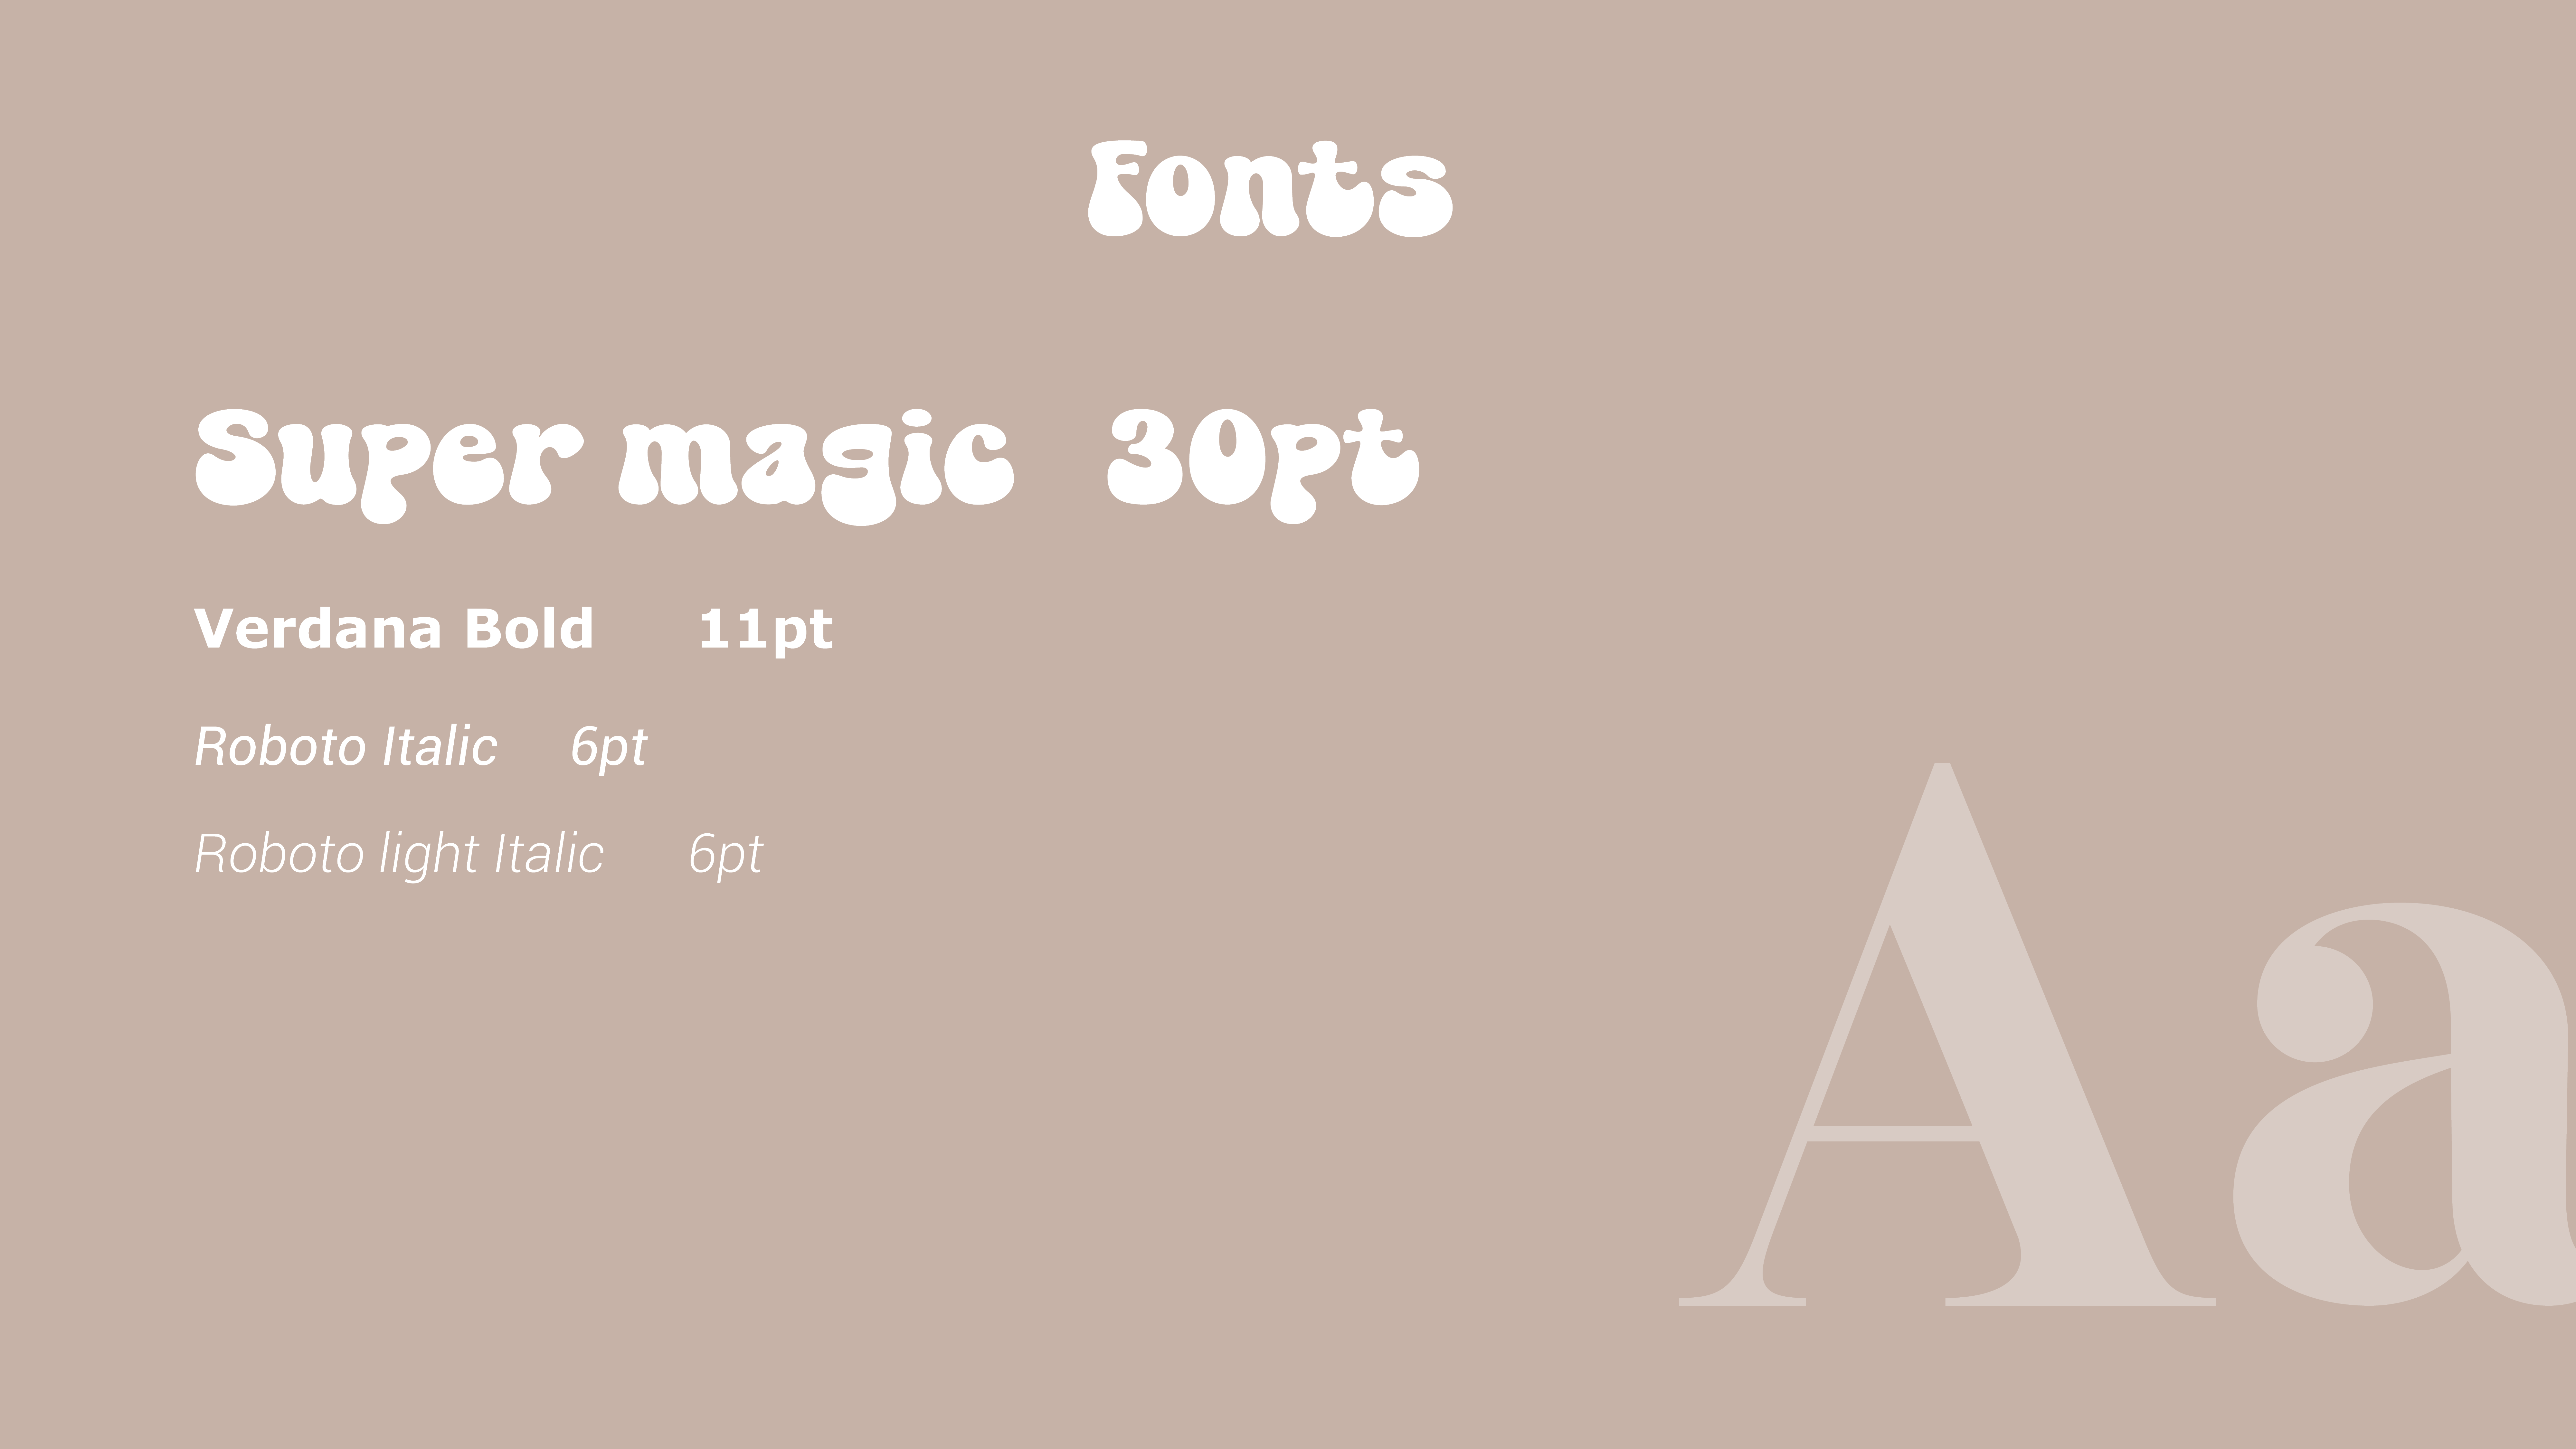 Fonts
Super magic 30pt
Verdana Bold 11pt
Roboto Italic 6pt
Roboto light Italic 6pt
Aa